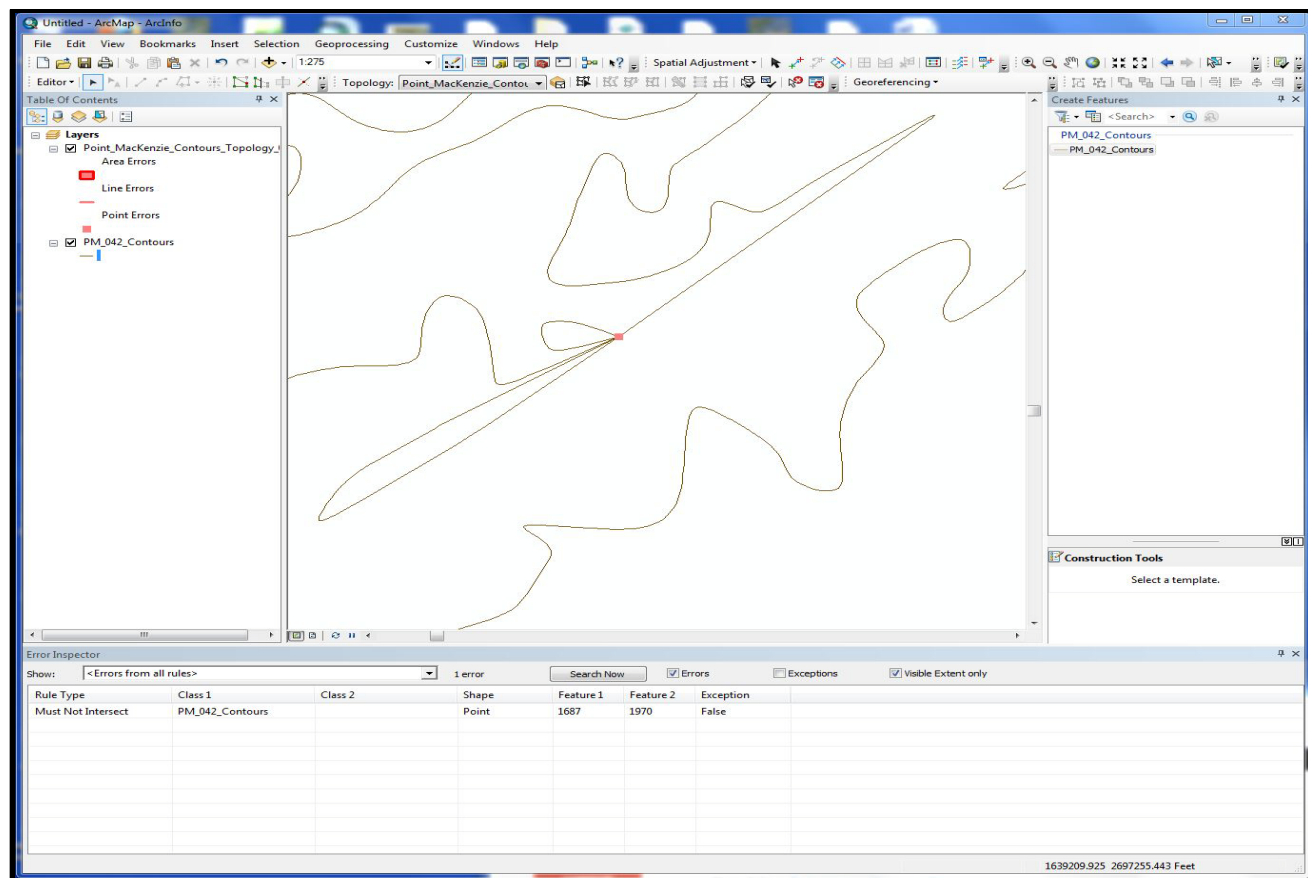 Untitled - ArcMap - ArcInfo
File Edit View Bookmarks Insert Selection Geoprocessing Customize Windows Help
1:275 Spatial Adjustment
Editor Topology: Point_MacKenzie_Contou Georeferencing
Table Of Contents
Layers
Point_MacKenzie_Contours_Topology_
Area Errors
Line Errors
Point Errors
PM_042_Contours
Create Features
<Search>
PM_042_Contours
PM_042_Contours
Construction Tools
Select a template.
Error Inspector
Show: <Errors from all rules> 1 error Search Now Errors Exceptions Visible Extent only
Rule Type Class 1 Class 2 Shape Feature 1 Feature 2 Exception
Must Not Intersect PM_042_Contours Point 1687 1970 False
1639209.925 2697255.443 Feet